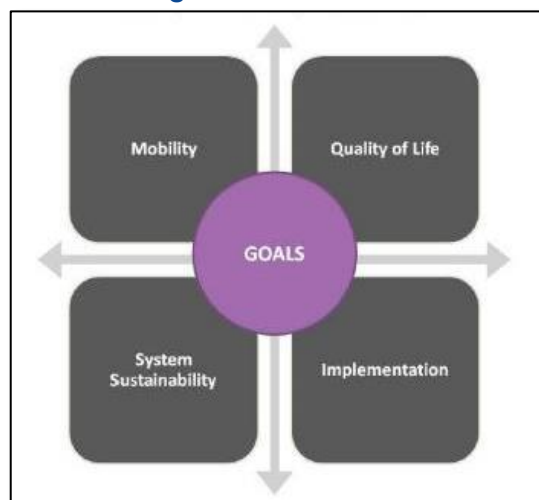 Mobility
Quality of Life
GOALS
System
Sustainability
Implementation